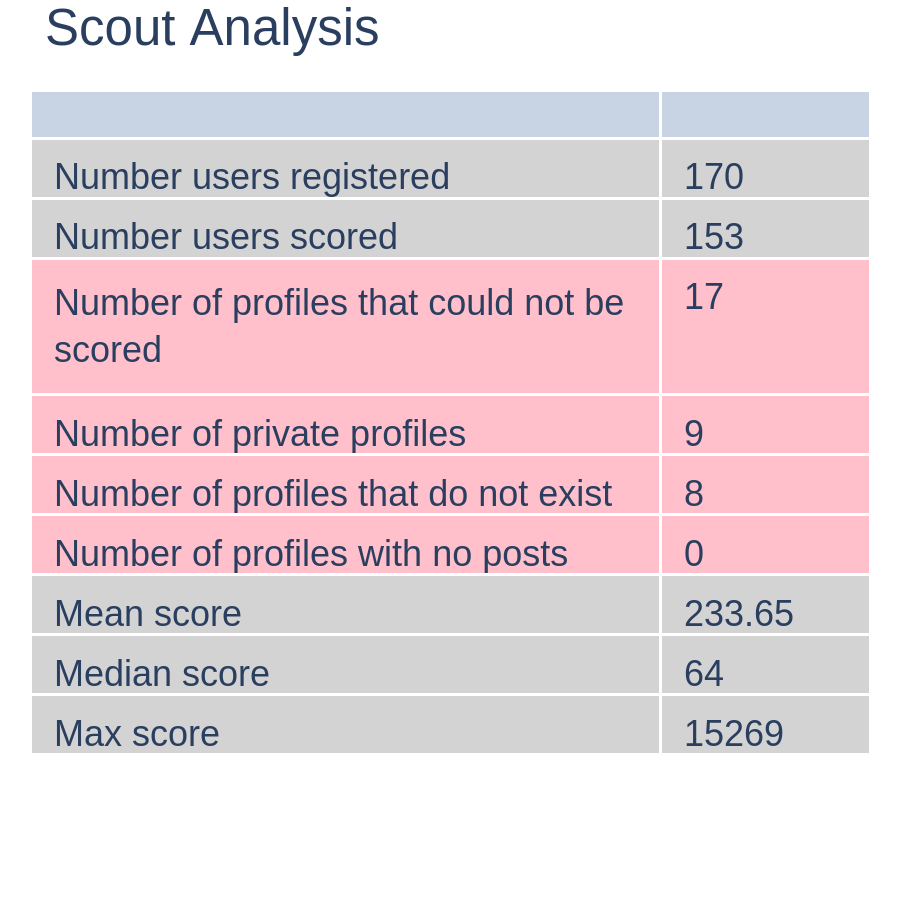 Scout Analysis
Number users registered 170
Number users scored 153
Number of profiles that could not be 17
scored
Number of private profiles 9
Number of profiles that do not exist 8
Number of profiles with no posts 0
Mean score 233.65
Median score 64
Max score 15269